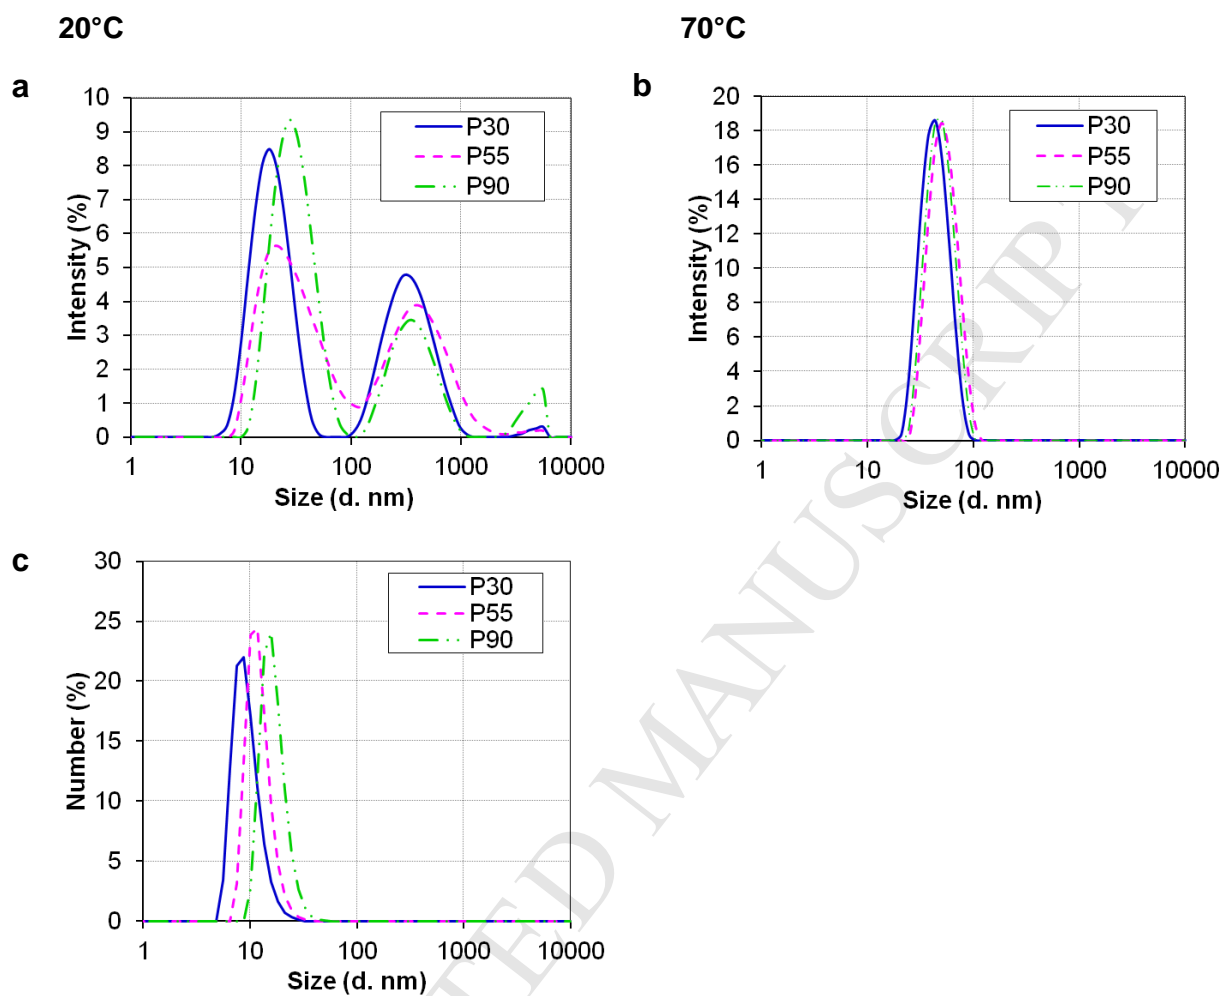 20°C
70°C
a
10
9
8
7
6
5
4
3
2
1
0
Intensity (%)
P30
P55
P90
1
10
100
1000
10000
Size (d. nm)
b
20
18
16
14
12
10
8
6
4
2
0
Intensity (%)
P30
P55
P90
1
10
100
1000
10000
Size (d. nm)
c
30
25
20
15
10
5
0
Number (%)
P30
P55
P90
1
10
100
1000
10000
Size (d. nm)
TED MANUSCRIPT